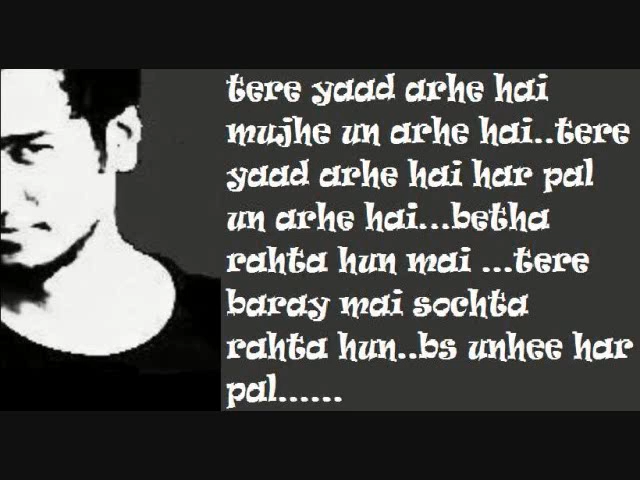 tere yaad arhe hai
mujhe un arhe hai..tere
yaad arhe hai har pal
un arhe hai...betha
rahta hun mai ...tere
baray mai sochta
rahta hun..bs unhee har
pal......